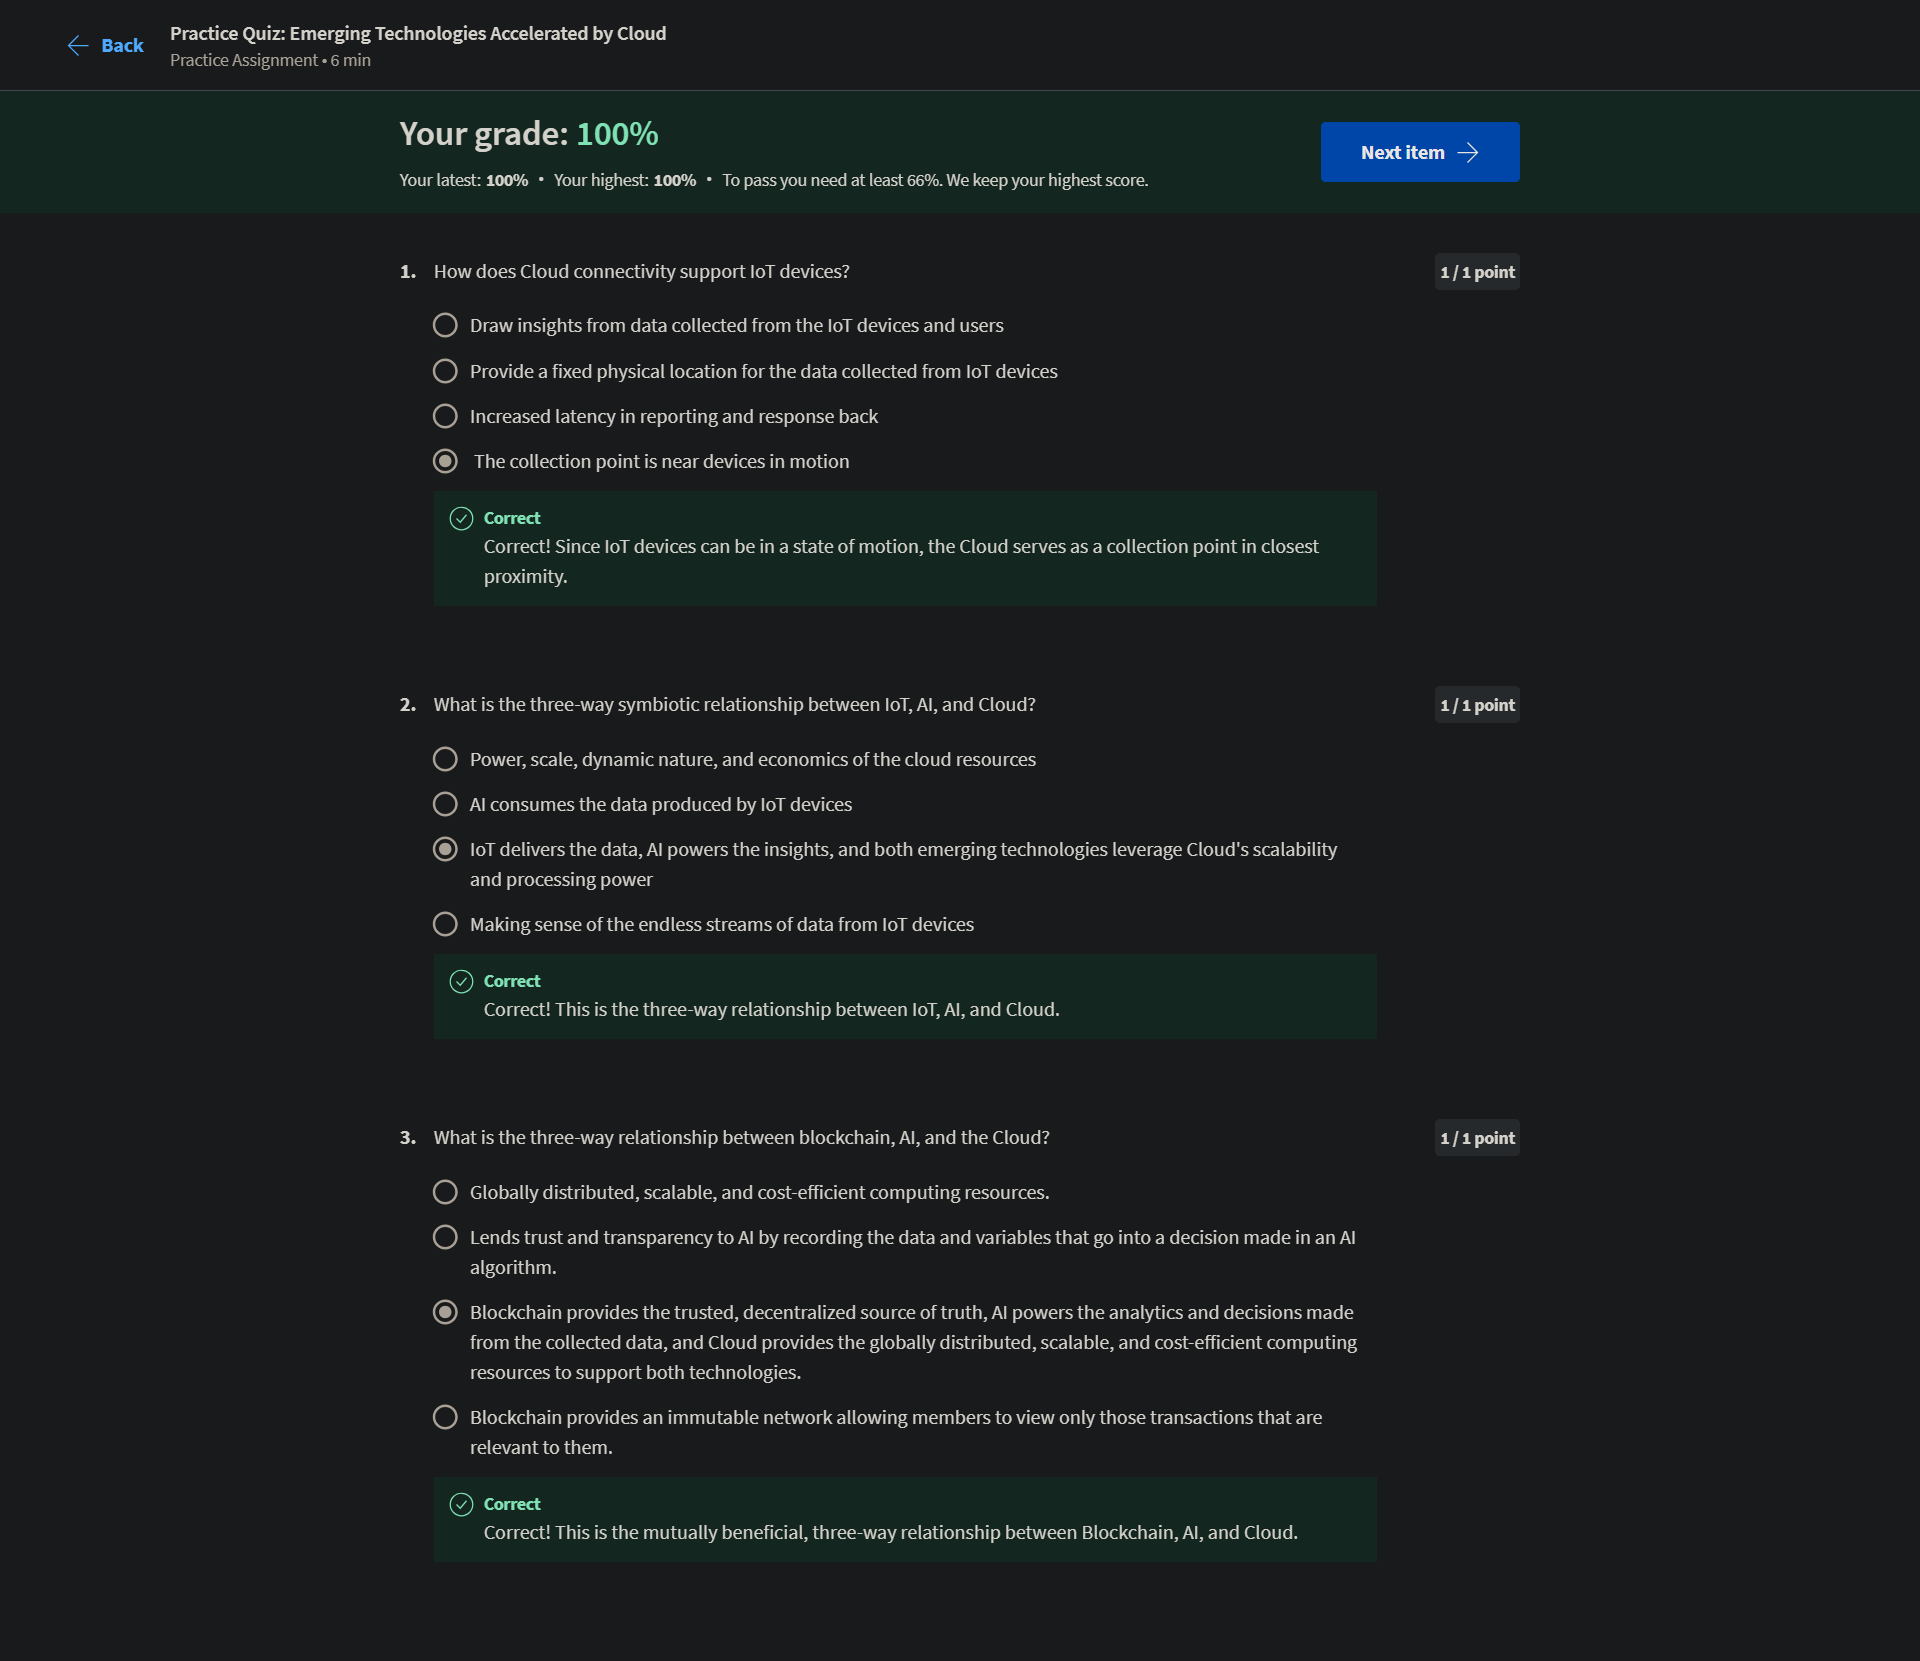 Back
Practice Quiz: Emerging Technologies Accelerated by Cloud
Practice Assignment • 6 min
Your grade: 100%
Your latest: 100% • Your highest: 100% • To pass you need at least 66%. We keep your highest score.
Next item
1. How does Cloud connectivity support IoT devices?
1 / 1 point
Draw insights from data collected from the IoT devices and users
Provide a fixed physical location for the data collected from IoT devices
Increased latency in reporting and response back
The collection point is near devices in motion
Correct
Correct! Since IoT devices can be in a state of motion, the Cloud serves as a collection point in closest
proximity.
2. What is the three-way symbiotic relationship between IoT, AI, and Cloud?
1 / 1 point
Power, scale, dynamic nature, and economics of the cloud resources
AI consumes the data produced by IoT devices
IoT delivers the data, AI powers the insights, and both emerging technologies leverage Cloud's scalability
and processing power
Making sense of the endless streams of data from IoT devices
Correct
Correct! This is the three-way relationship between IoT, AI, and Cloud.
3. What is the three-way relationship between blockchain, AI, and the Cloud?
1 / 1 point
Globally distributed, scalable, and cost-efficient computing resources.
Lends trust and transparency to AI by recording the data and variables that go into a decision made in an AI
algorithm.
Blockchain provides the trusted, decentralized source of truth, AI powers the analytics and decisions made
from the collected data, and Cloud provides the globally distributed, scalable, and cost-efficient computing
resources to support both technologies.
Blockchain provides an immutable network allowing members to view only those transactions that are
relevant to them.
Correct
Correct! This is the mutually beneficial, three-way relationship between Blockchain, AI, and Cloud.